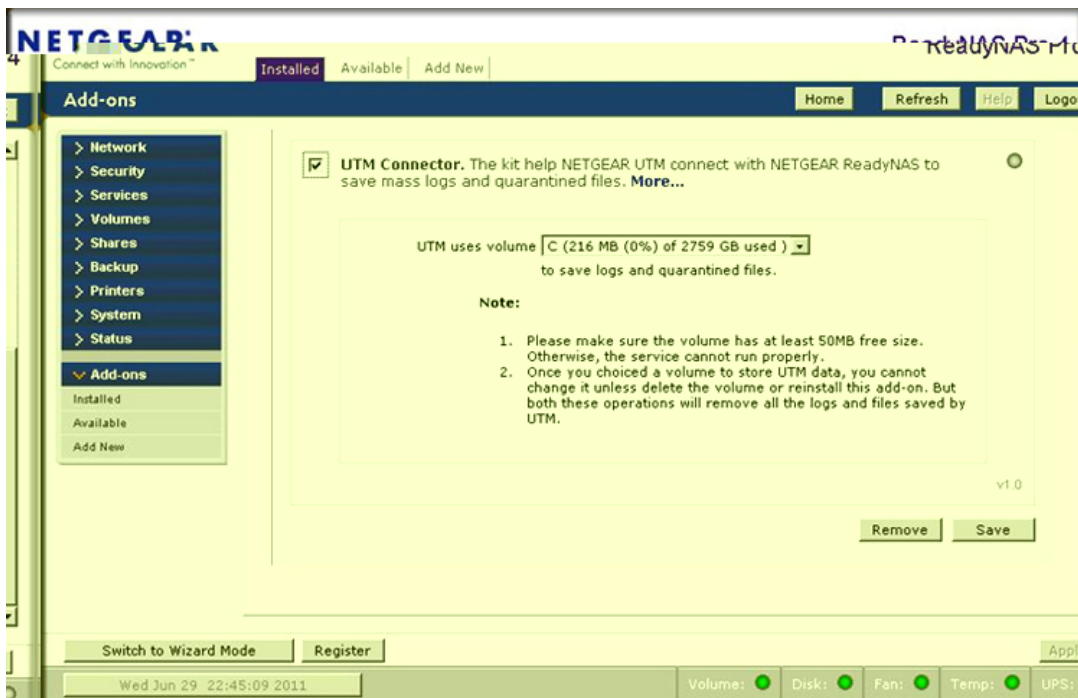 NETGEAR
ReadyNAS Pro
4
Connect with Innovation™
Installed
Available
Add New
Add-ons
Home
Refresh
Help
Logo
> Network
> Security
> Services
> Volumes
> Shares
> Backup
> Printers
> System
> Status
Add-ons
Installed
Available
Add New
UTM Connector. The kit help NETGEAR UTM connect with NETGEAR ReadyNAS to
save mass logs and quarantined files. More...
UTM uses volume C (216 MB (0%) of 2759 GB used )
to save logs and quarantined files.
Note:
1. Please make sure the volume has at least 50MB free size.
Otherwise, the service cannot run properly.
2. Once you choiced a volume to store UTM data, you cannot
change it unless delete the volume or reinstall this add-on. But
both these operations will remove all the logs and files saved by
UTM.
v1.0
Remove
Save
Switch to Wizard Mode
Register
Appl
Wed Jun 29 22:45:09 2011
Volume:
Disk:
Fan:
Temp:
UPS: